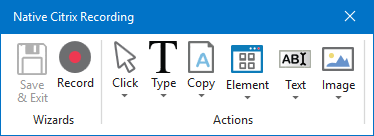 Native Citrix Recording
Save
& Exit
Record
Click
Type
Copy
Element
Text
Image
Wizards
Actions